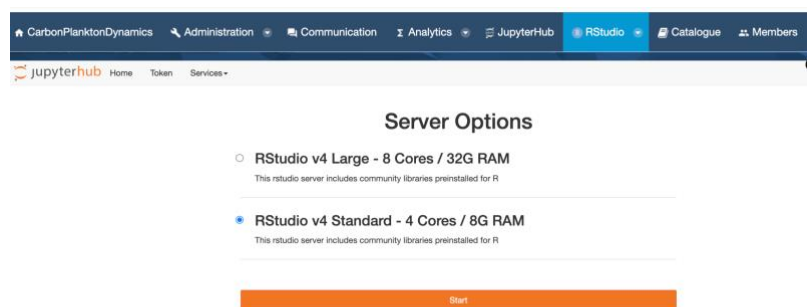 CarbonPlanktonDynamics Administration Communication Σ Analytics JupyterHub RStudio Catalogue Members
jupyterhub Home Token Services
Server Options
RStudio v4 Large - 8 Cores / 32G RAM
This rstudio server includes community libraries preinstalled for R
RStudio v4 Standard - 4 Cores / 8G RAM
This rstudio server includes community libraries preinstalled for R
Start